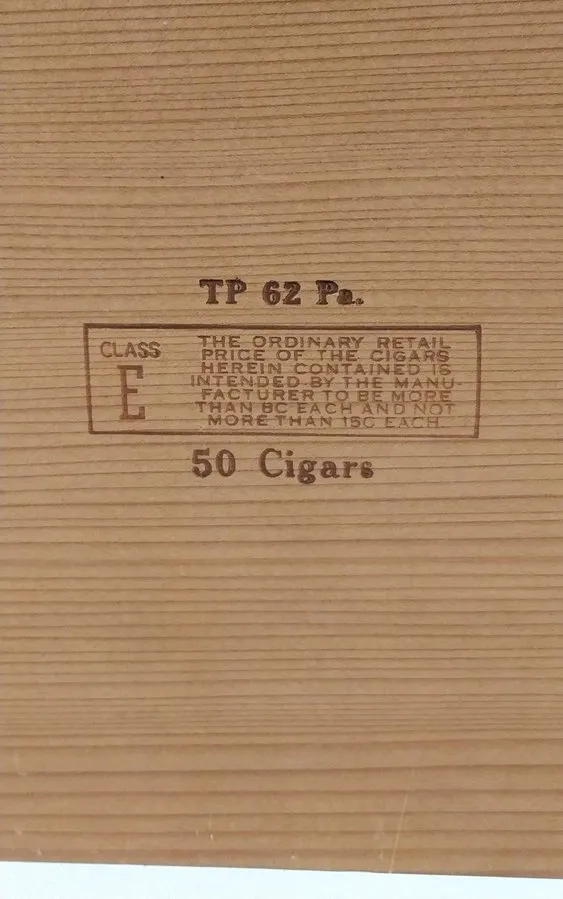 TP 62 Pa.
CLASS
E
THE ORDINARY RETAIL
PRICE OF THE CIGARS
HEREIN CONTAINED IS
INTENDED BY THE MANU-
FACTURER TO BE MORE
THAN 8C EACH AND NOT
MORE THAN 15C EACH
50 Cigars